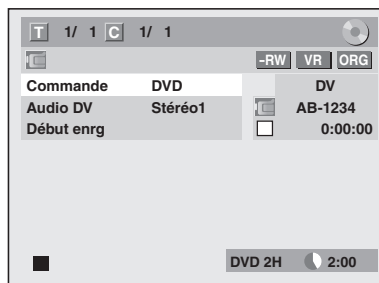 T 1/ 1 C 1/ 1
-RW VR ORG
Commande DVD
DV
Audio DV Stéréo1
AB-1234
Début enrg
0:00:00
DVD 2H 2:00